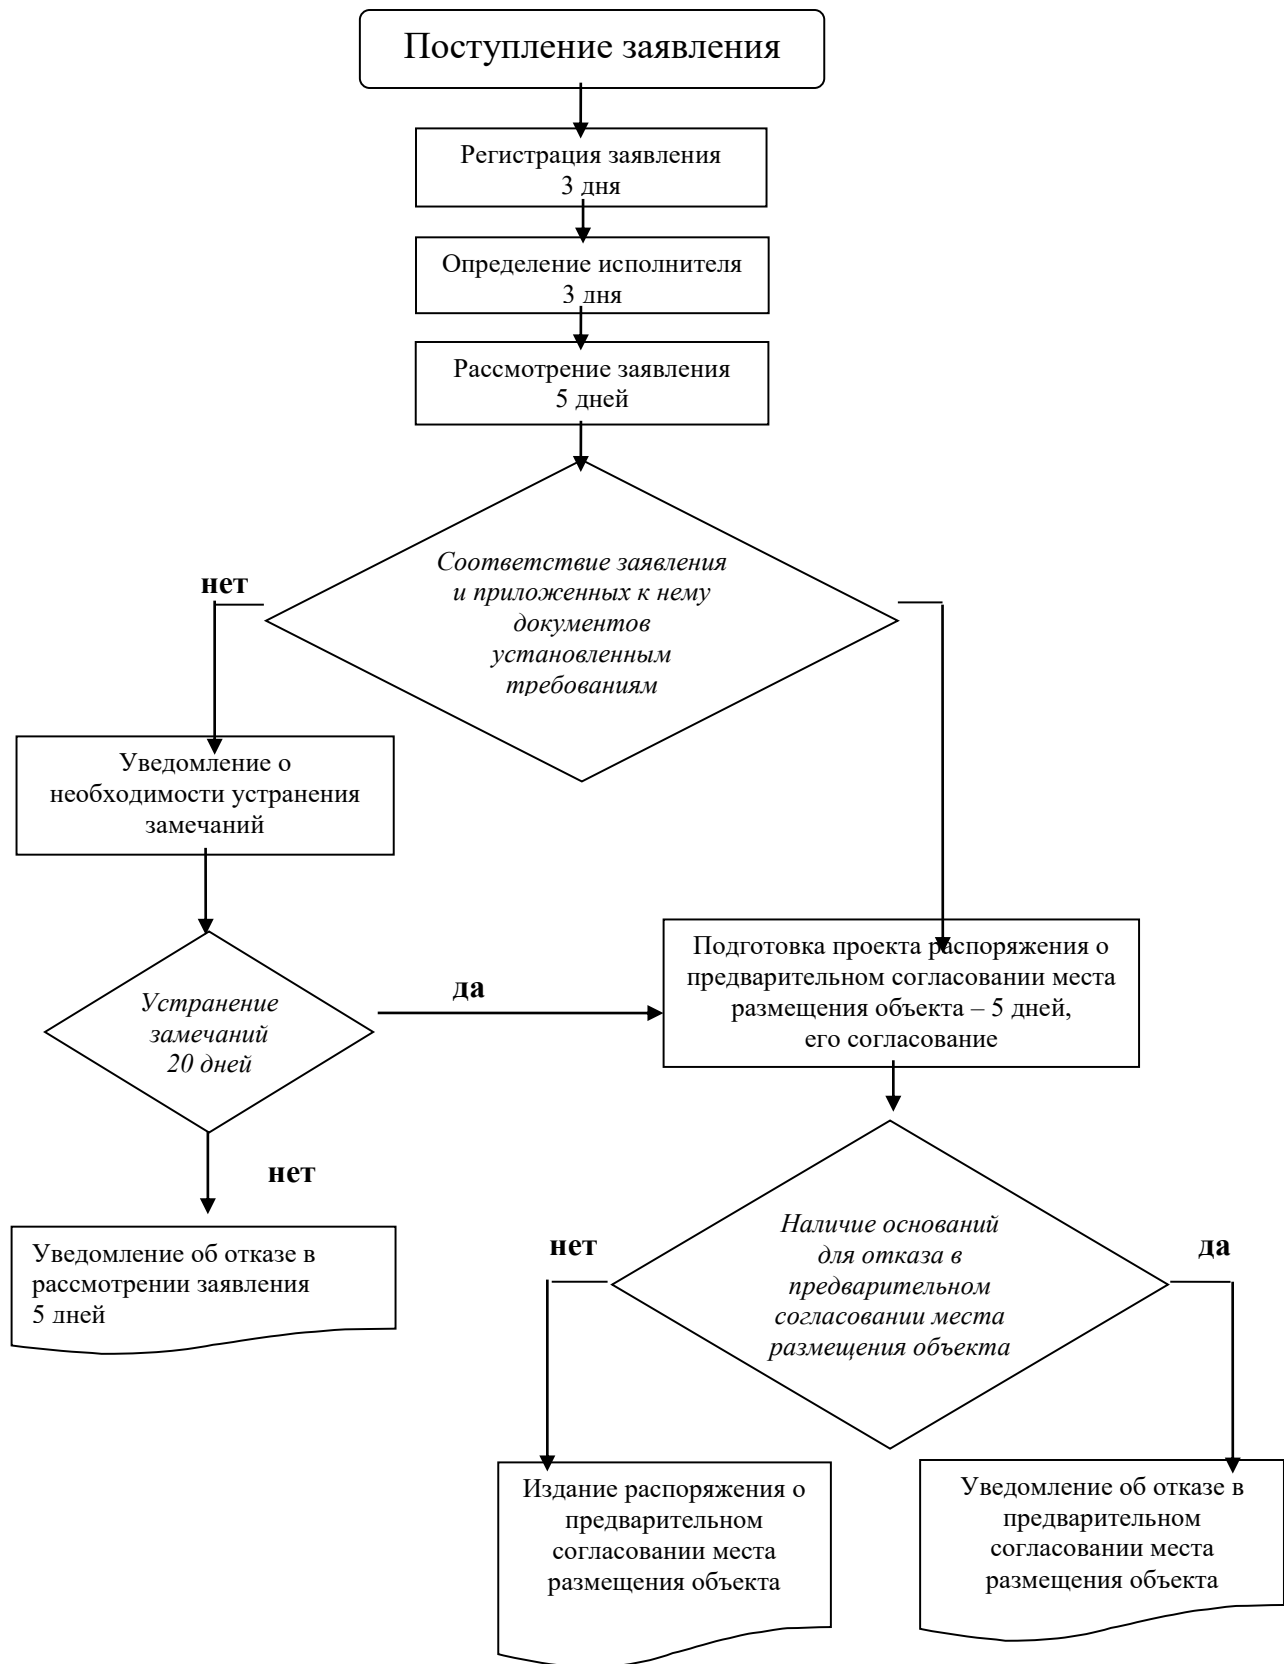 Поступление заявления
Регистрация заявления
3 дня
Определение исполнителя
3 дня
Рассмотрение заявления
5 дней
Соответствие заявления
и приложенных к нему
документов
установленным
требованиям
нет
Уведомление о
необходимости устранения
замечаний
Устранение
замечаний
20 дней
да
Подготовка проекта распоряжения о
предварительном согласовании места
размещения объекта – 5 дней,
его согласование
нет
Уведомление об отказе в
рассмотрении заявления
5 дней
Наличие оснований
для отказа в
предварительном
согласовании места
размещения объекта
нет
да
Издание распоряжения о
предварительном
согласовании места
размещения объекта
Уведомление об отказе в
предварительном
согласовании места
размещения объекта